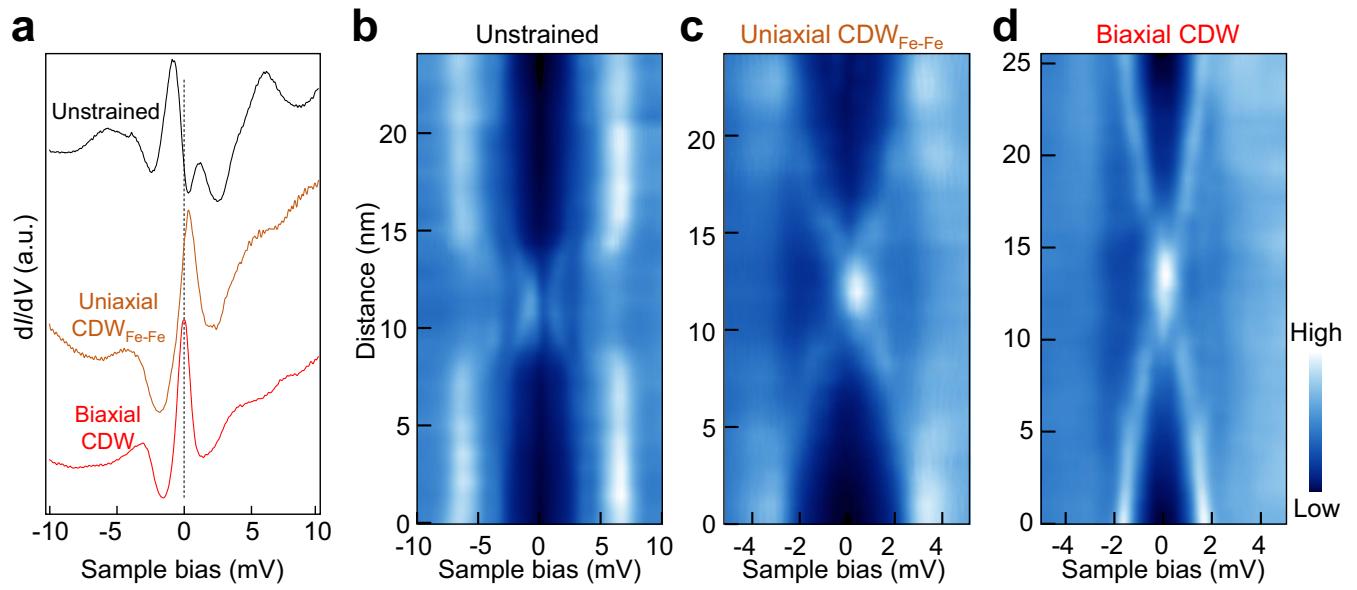 a
Unstrained
Uniaxial
CDWFe-Fe
Biaxial
CDW
dI/dV (a.u.)
-10
-5
0
5
10
Sample bias (mV)
b
Unstrained
Distance (nm)
20
15
10
5
0
-10
-5
0
5
10
Sample bias (mV)
c
Uniaxial CDWFe-Fe
20
15
10
5
0
-4
-2
0
2
4
Sample bias (mV)
d
Biaxial CDW
25
20
15
10
5
0
-4
-2
0
2
4
Sample bias (mV)
High
Low